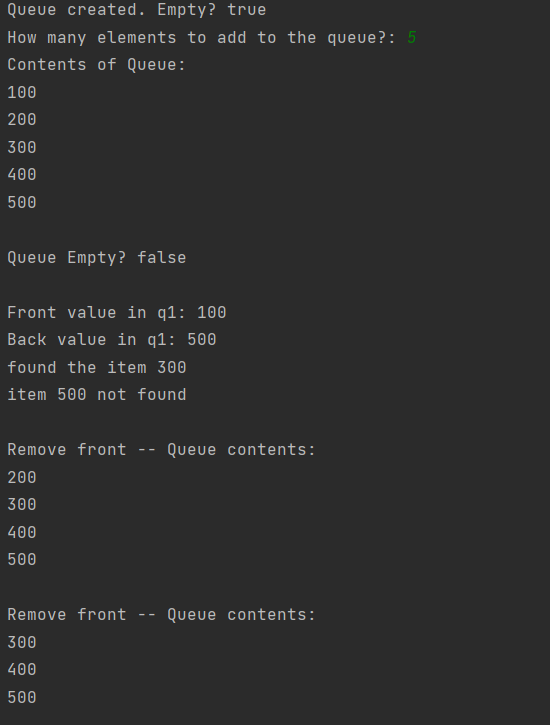 Queue created. Empty? true
How many elements to add to the queue?: 5
Contents of Queue:
100
200
300
400
500
Queue Empty? false
Front value in q1: 100
Back value in q1: 500
found the item 300
item 500 not found
Remove front -- Queue contents:
200
300
400
500
Remove front -- Queue contents:
300
400
500